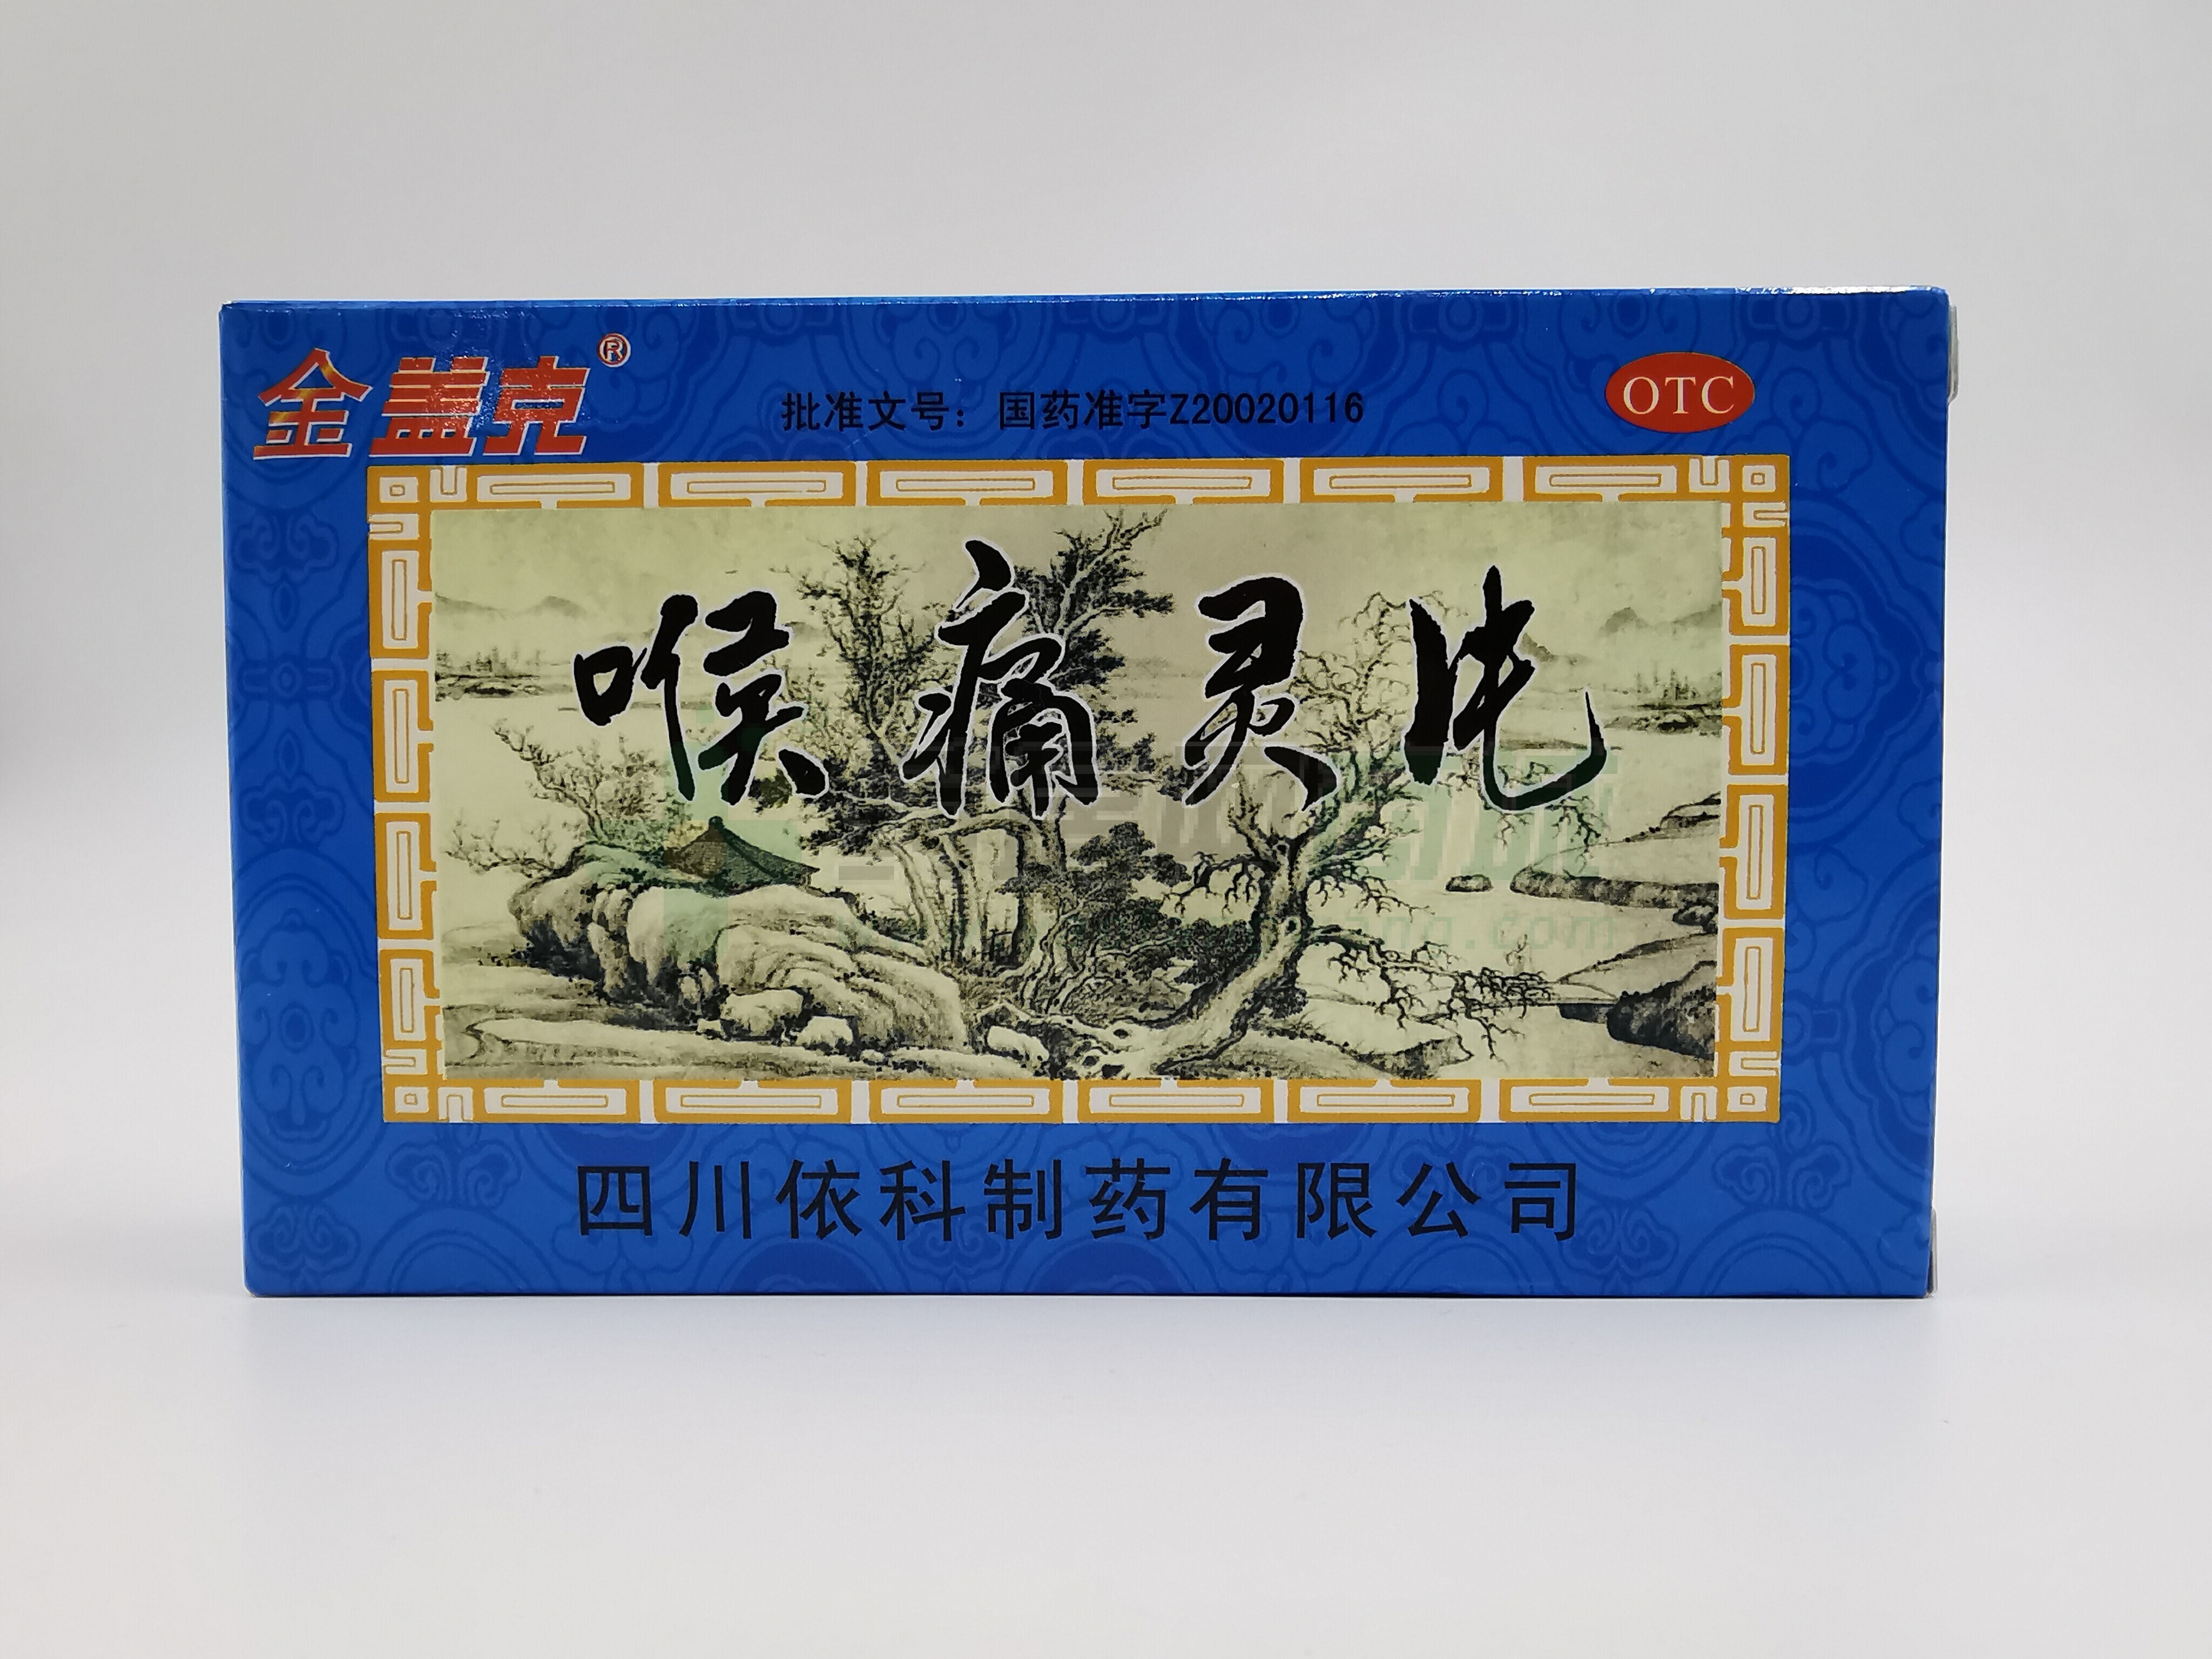 金盖克®
批准文号：国药准字Z20020116
OTC
喉痛灵片
四川依科制药有限公司